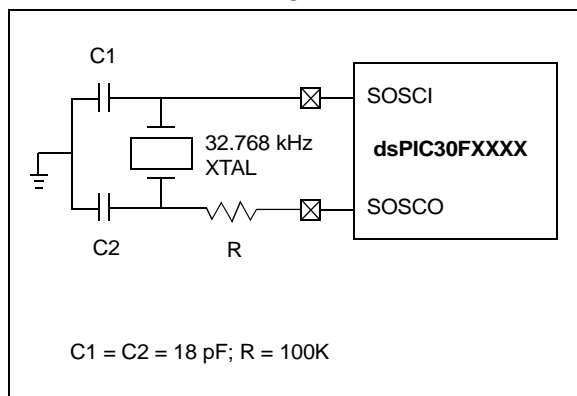 C1
SOSCI
32.768 kHz
XTAL
dsPIC30FXXXX
SOSCO
C2
R
C1 = C2 = 18 pF; R = 100K